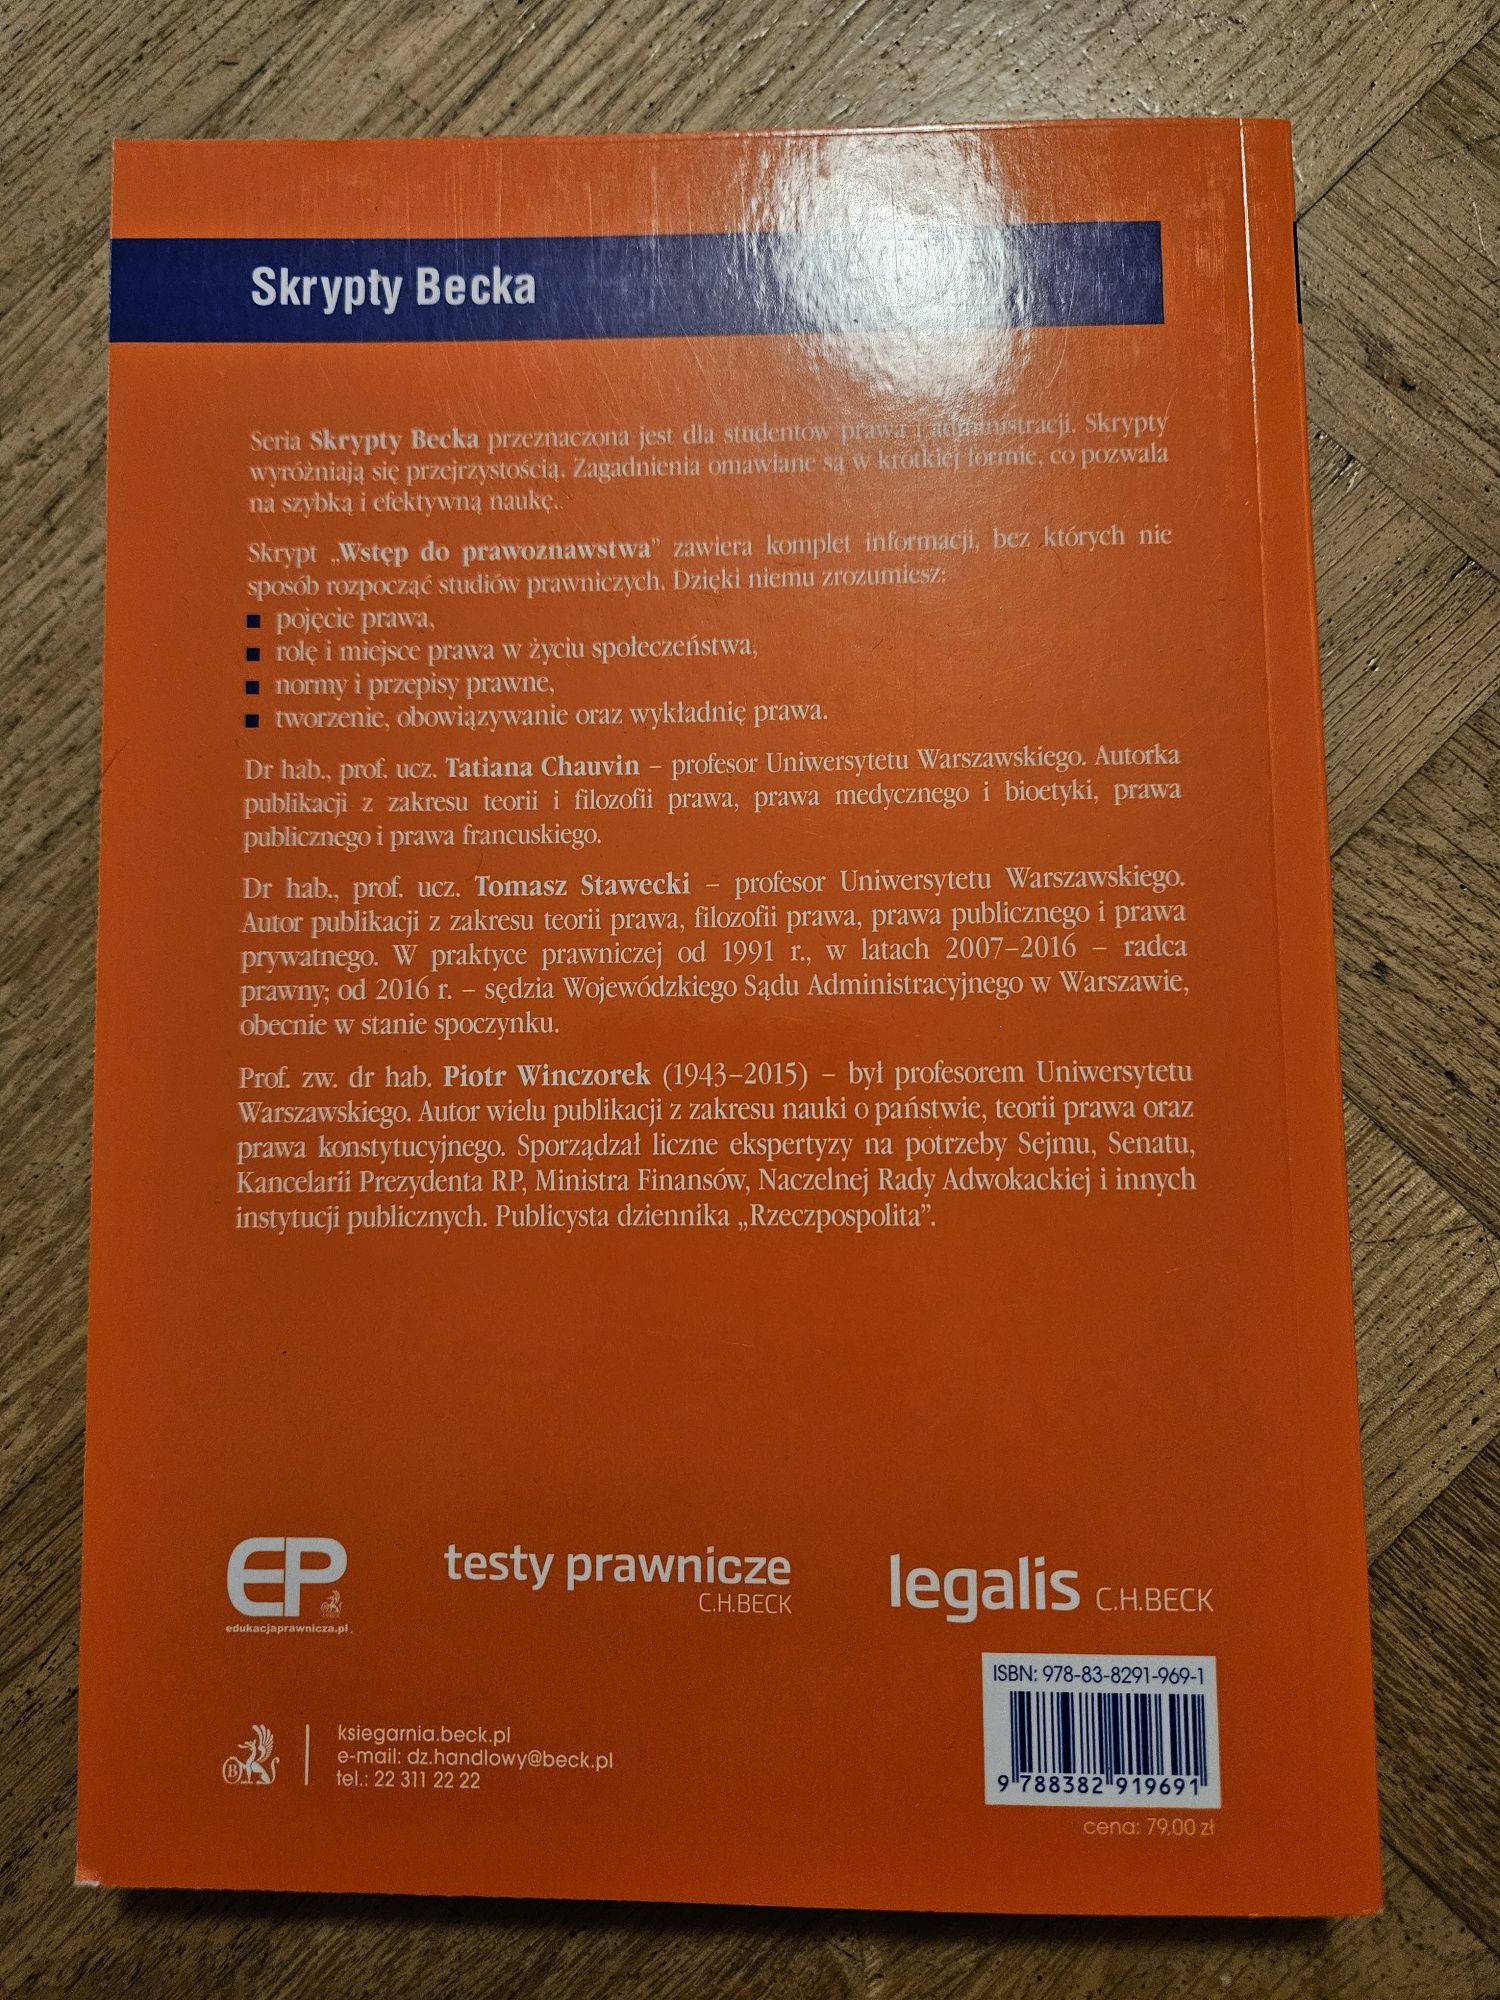 Skrypty Becka
Seria Skrypty Becka przeznaczona jest dla studentów prawa i administracji. Skrypty
wyróżniają się przejrzystością. Zagadnienia omawiane są w krótkiej formie, co pozwala
na szybką i efektywną naukę..
Skrypt „Wstęp do prawoznawstwa” zawiera komplet informacji, bez których nie
sposób rozpocząć studiów prawniczych. Dzięki niemu zrozumiesz:
■ pojęcie prawa,
■ rolę i miejsce prawa w życiu społeczeństwa,
■ normy i przepisy prawne,
■ tworzenie, obowiązywanie oraz wykładnię prawa.
Dr hab., prof. ucz. Tatiana Chauvin – profesor Uniwersytetu Warszawskiego. Autorka
publikacji z zakresu teorii i filozofii prawa, prawa medycznego i bioetyki, prawa
publicznego i prawa francuskiego.
Dr hab., prof. ucz. Tomasz Stawecki – profesor Uniwersytetu Warszawskiego.
Autor publikacji z zakresu teorii prawa, filozofii prawa, prawa publicznego i prawa
prywatnego. W praktyce prawniczej od 1991 r., w latach 2007–2016 – radca
prawny; od 2016 r. – sędzia Wojewódzkiego Sądu Administracyjnego w Warszawie,
obecnie w stanie spoczynku.
Prof. zw. dr hab. Piotr Winczorek (1943–2015) – był profesorem Uniwersytetu
Warszawskiego. Autor wielu publikacji z zakresu nauki o państwie, teorii prawa oraz
prawa konstytucyjnego. Sporządzał liczne ekspertyzy na potrzeby Sejmu, Senatu,
Kancelarii Prezydenta RP, Ministra Finansów, Naczelnej Rady Adwokackiej i innych
instytucji publicznych. Publicysta dziennika „Rzeczpospolita”.
EP
edukacjaprawnicza.pl
testy prawnicze
C.H.BECK
legalis C.H.BECK
ISBN: 978-83-8291-969-1
9 788382 919691
cena: 79,00 zł
B
ksiegarnia.beck.pl
e-mail: dz.handlowy@beck.pl
tel.: 22 311 22 22